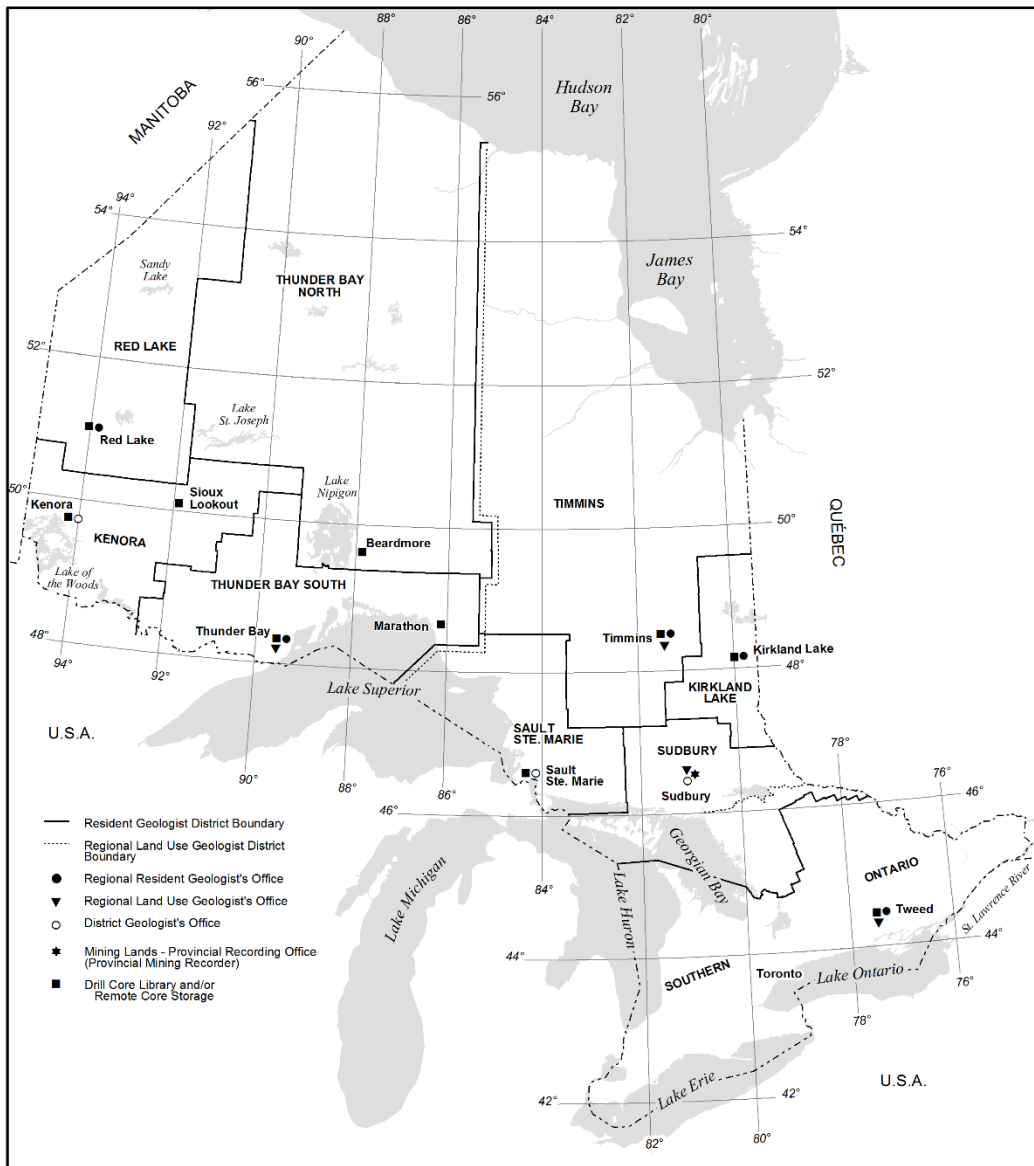 88°
86°
84°
82°
80°
90°
56°
56°
Hudson
Bay
MANITOBA
92°
94°
54°
54°
Sandy
Lake
James
Bay
THUNDER BAY
NORTH
52°
RED LAKE
52°
Lake
St. Joseph
Red Lake
50°
Sioux
Lookout
Lake
Nipigon
TIMMINS
50°
QUÉBEC
Kenora
KENORA
Beardmore
Lake of
the Woods
THUNDER BAY SOUTH
48°
Thunder Bay
Marathon
Timmins
Kirkland Lake
48°
94°
92°
KIRKLAND
LAKE
Lake Superior
U.S.A.
SAULT
STE. MARIE
SUDBURY
78°
Sault
Ste. Marie
Sudbury
76°
90°
88°
86°
46°
46°
Resident Geologist District Boundary
Regional Land Use Geologist District
Boundary
Regional Resident Geologist's Office
Regional Land Use Geologist's Office
District Geologist's Office
Mining Lands - Provincial Recording Office
(Provincial Mining Recorder)
Drill Core Library and/or
Remote Core Storage
Lake Michigan
84°
Lake Huron
Georgian Bay
ONTARIO
Tweed
St. Lawrence River
44°
44°
SOUTHERN
Toronto
Lake Ontario
76°
78°
Lake Erie
U.S.A.
42°
42°
82°
80°